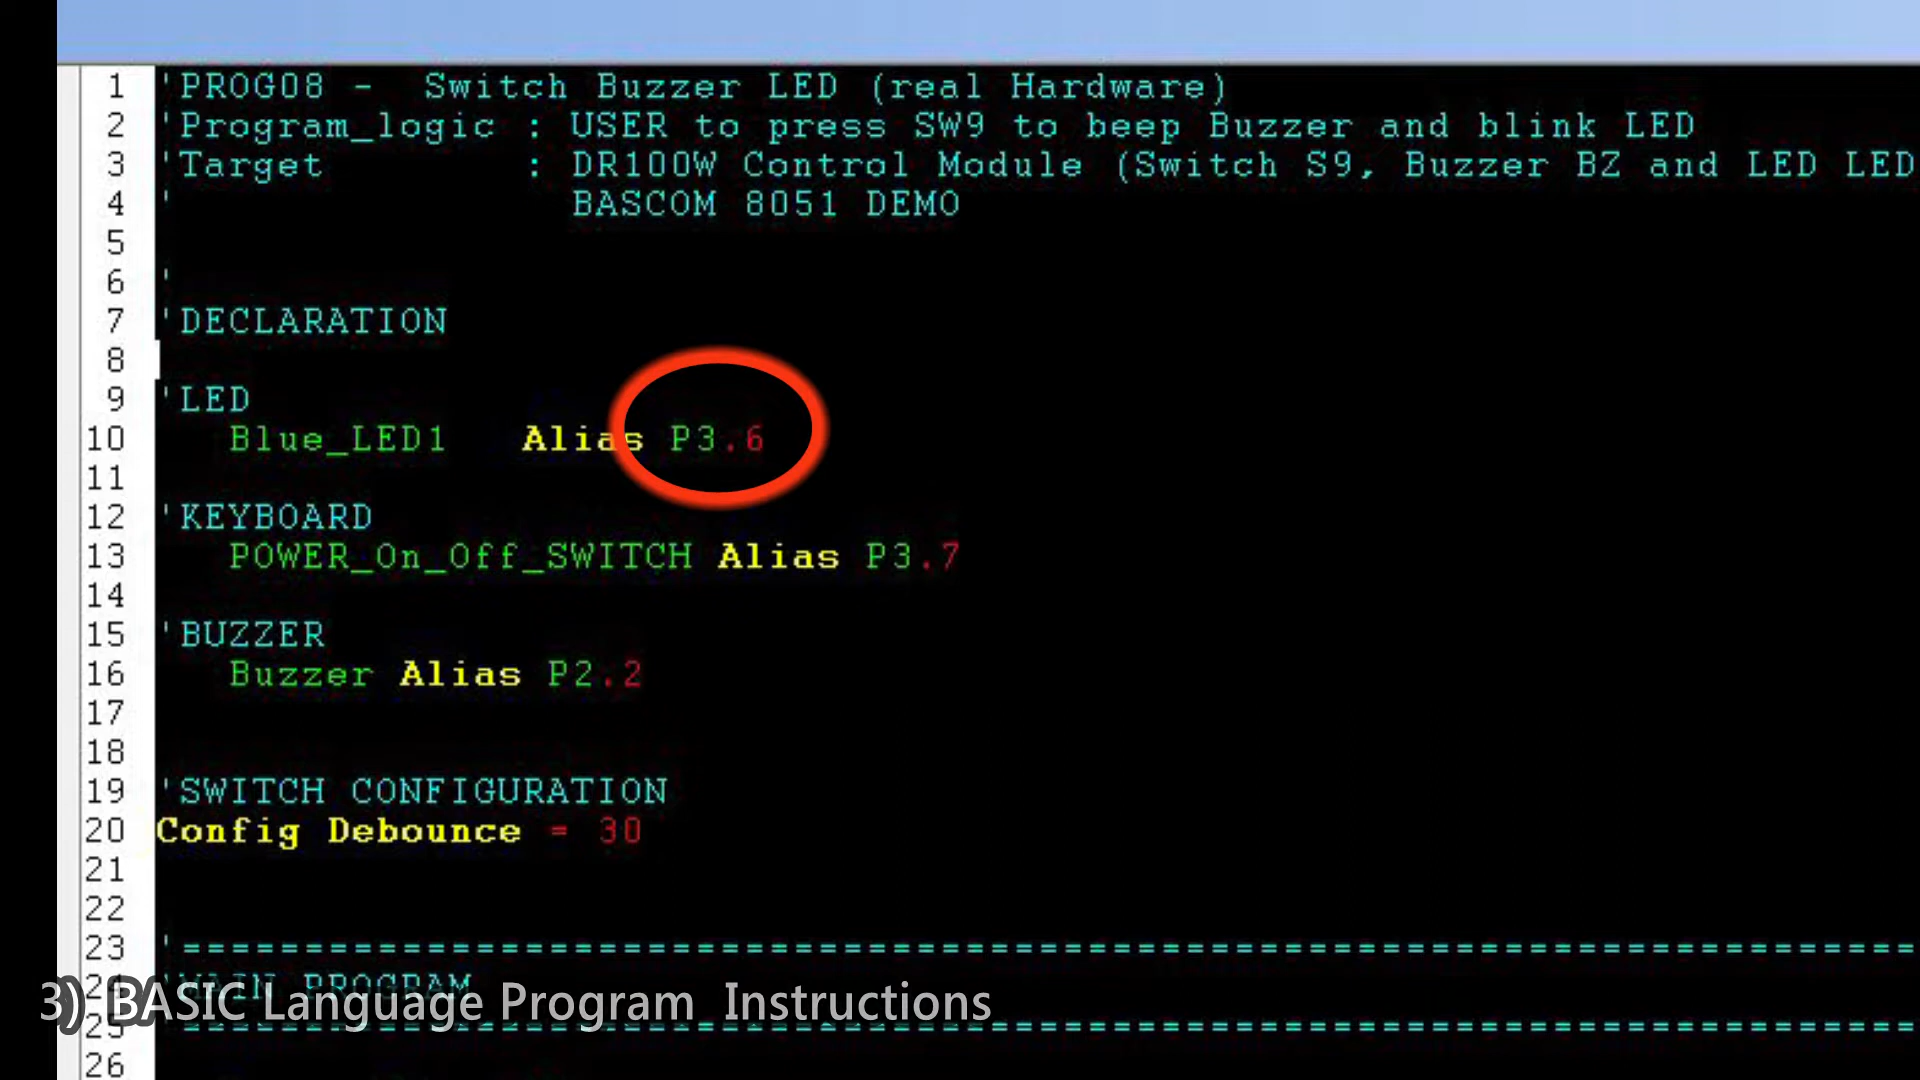 1 'PROG08 - Switch Buzzer LED (real Hardware)
2 'Program_logic : USER to press SW9 to beep Buzzer and blink LED
3 'Target : DR100W Control Module (Switch S9, Buzzer BZ and LED LED
4 ' BASCOM 8051 DEMO
5
6 '
7 'DECLARATION
8
9 'LED
10 Blue_LED1 Alias P3.6
11
12 'KEYBOARD
13 POWER_On_Off_SWITCH Alias P3.7
14
15 'BUZZER
16 Buzzer Alias P2.2
17
18
19 'SWITCH CONFIGURATION
20 Config Debounce = 30
21
22
23 '=======================================================================
24 'MAIN PROGRAM
3) BASIC Language Program Instructions
25 '=======================================================================
26